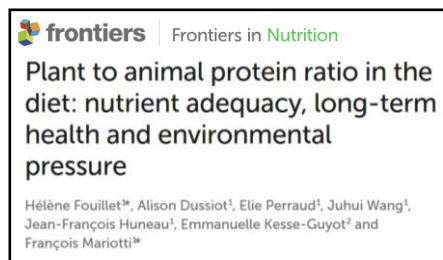 frontiers | Frontiers in Nutrition
Plant to animal protein ratio in the
diet: nutrient adequacy, long-term
health and environmental
pressure
Hélène Fouillet¹*, Alison Dussiot¹, Elie Perraud¹, Juhui Wang¹,
Jean-François Huneau¹, Emmanuelle Kesse-Guyot² and
François Mariotti¹*